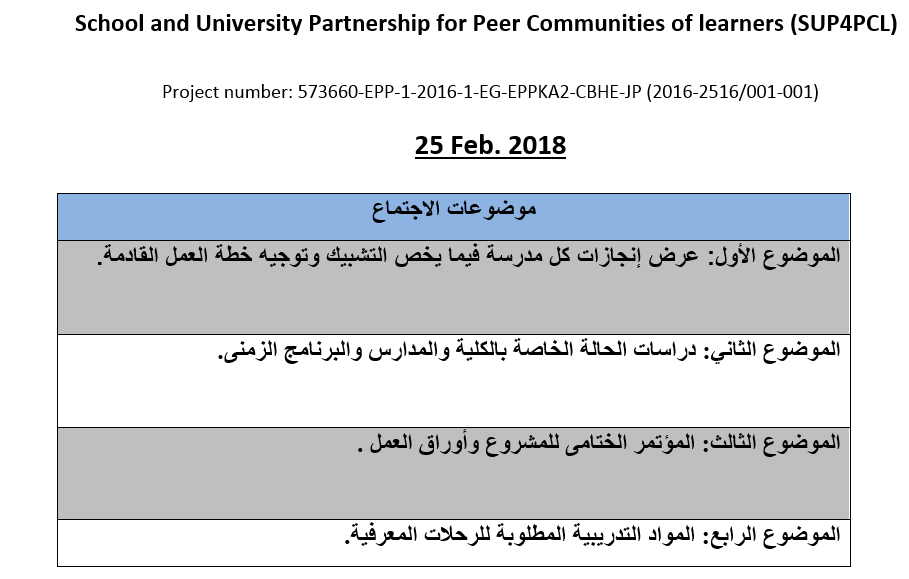 School and University Partnership for Peer Communities of learners (SUP4PCL)
Project number: 573660-EPP-1-2016-1-EG-EPPKA2-CBHE-JP (2016-2516/001-001)
25 Feb. 2018
موضوعات الاجتماع
الموضوع الأول: عرض إنجازات كل مدرسة فيما يخص التشبيك وتوجيه خطة العمل القادمة.
الموضوع الثاني: دراسات الحالة الخاصة بالكلية والمدارس والبرنامج الزمنى.
الموضوع الثالث: المؤتمر الختامى للمشروع وأوراق العمل .
الموضوع الرابع: المواد التدريبية المطلوبة للرحلات المعرفية.